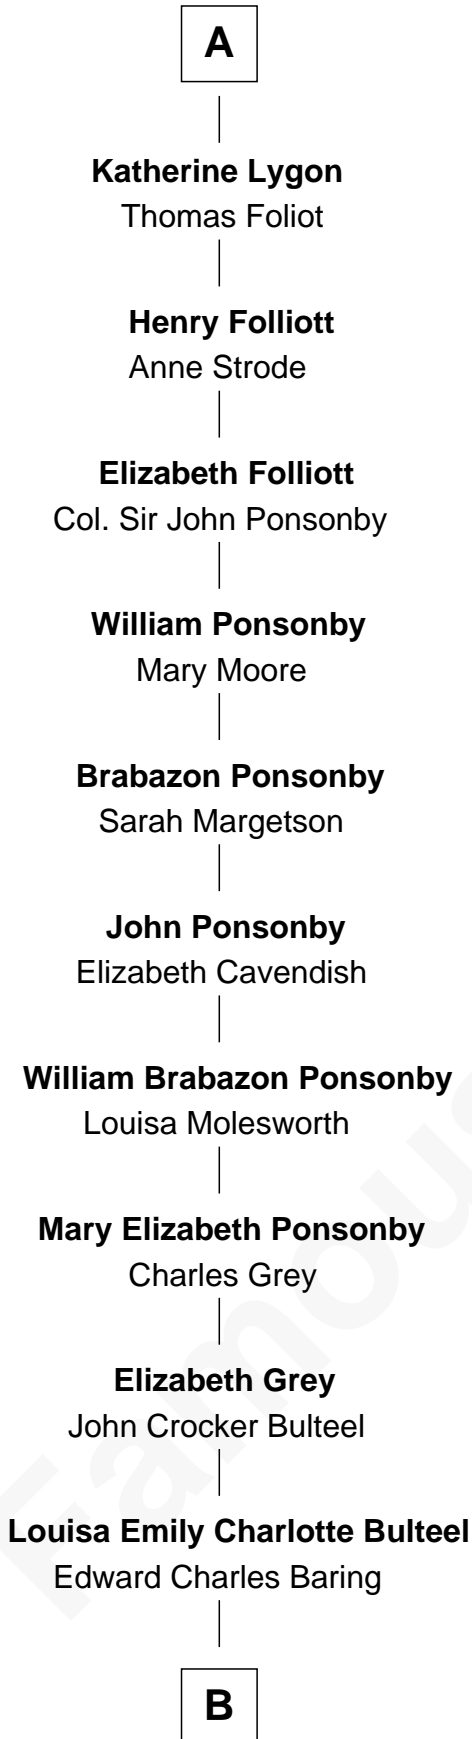 A
Katherine Lygon
Thomas Foliot
Henry Folliott
Anne Strode
Elizabeth Folliott
Col. Sir John Ponsonby
William Ponsonby
Mary Moore
Brabazon Ponsonby
Sarah Margetson
John Ponsonby
Elizabeth Cavendish
William Brabazon Ponsonby
Louisa Molesworth
Mary Elizabeth Ponsonby
Charles Grey
Elizabeth Grey
John Crocker Bulteel
Louisa Emily Charlotte Bulteel
Edward Charles Baring
B
Famous